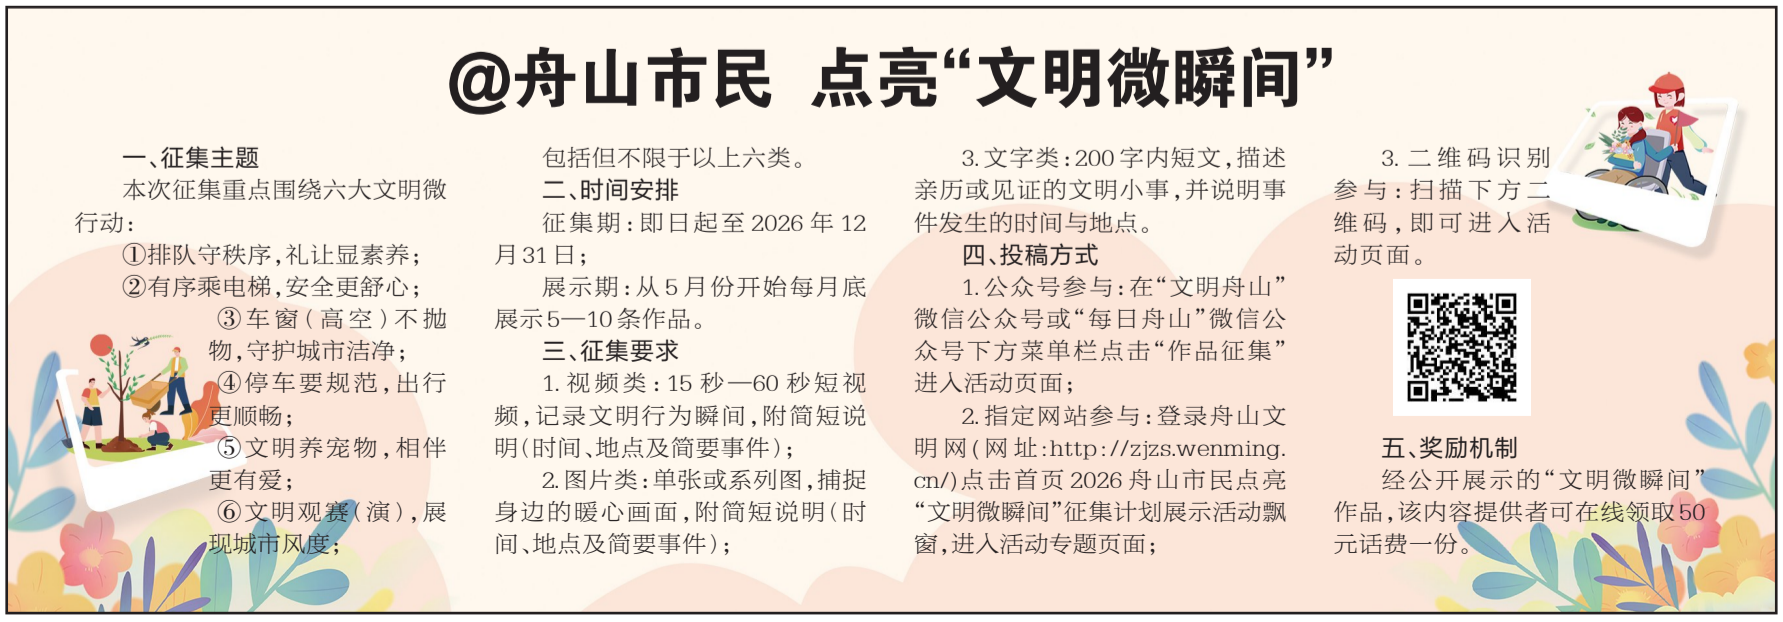 @舟山市民 点亮“文明微瞬间”
一、征集主题
本次征集重点围绕六大文明微
行动：
①排队守秩序，礼让显素养；
②有序乘电梯，安全更舒心；
③车窗（高空）不抛
物，守护城市洁净；
④停车要规范，出行
更顺畅；
⑤文明养宠物，相伴
更有爱；
⑥文明观赛（演），展
现城市风度；
包括但不限于以上六类。
二、时间安排
征集期：即日起至2026年12
月31日；
展示期：从5月份开始每月底
展示5—10条作品。
三、征集要求
1.视频类：15秒—60秒短视
频，记录文明行为瞬间，附简短说
明（时间、地点及简要事件）；
2.图片类：单张或系列图，捕捉
身边的暖心画面，附简短说明（时
间、地点及简要事件）；
3.文字类：200字内短文，描述
亲历或见证的文明小事，并说明事
件发生的时间与地点。
四、投稿方式
1.公众号参与：在“文明舟山”
微信公众号或“每日舟山”微信公
众号下方菜单栏点击“作品征集”
进入活动页面；
2.指定网站参与：登录舟山文
明网（网址:http://zjzs.wenming.
cn/)点击首页2026舟山市民点亮
“文明微瞬间”征集计划展示活动飘
窗，进入活动专题页面；
3.二维码识别
参与：扫描下方二
维码，即可进入活
动页面。
五、奖励机制
经公开展示的“文明微瞬间”
作品，该内容提供者可在线领取50
元话费一份。